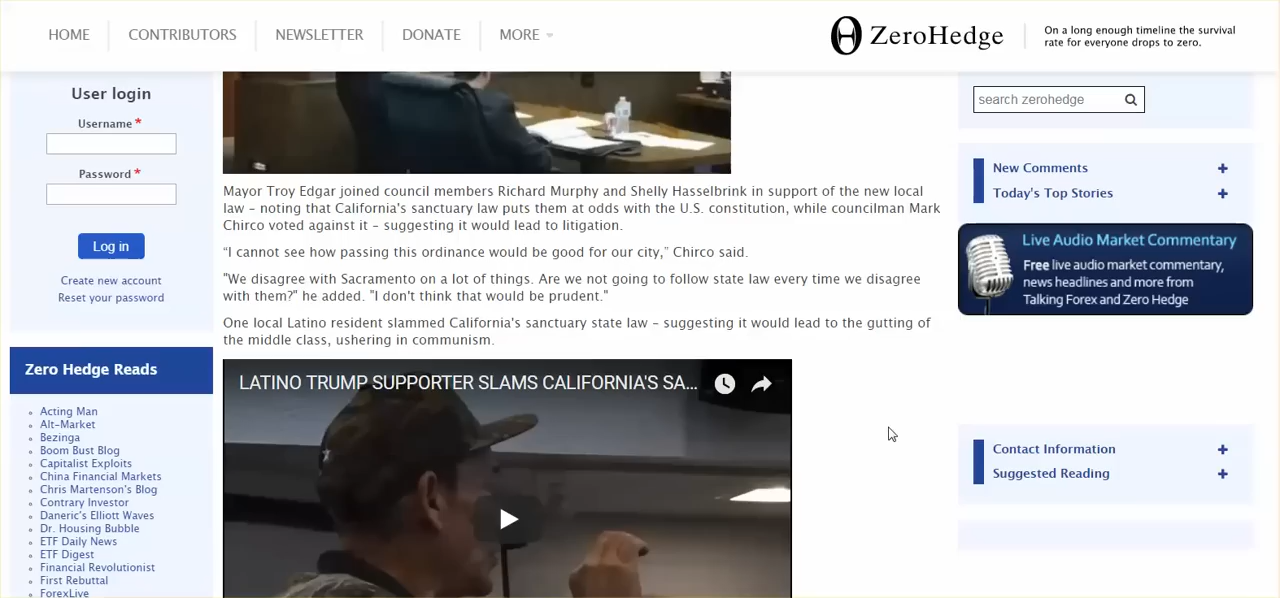 HOME
CONTRIBUTORS
NEWSLETTER
DONATE
MORE
ZeroHedge
On a long enough timeline the survival
rate for everyone drops to zero.
User login
Username *
Password *
Log in
Create new account
Reset your password
Zero Hedge Reads
Acting Man
Alt-Market
Bezinga
Boom Bust Blog
Capitalist Exploits
China Financial Markets
Chris Martenson's Blog
Contrary Investor
Daneric's Elliott Waves
Dr. Housing Bubble
ETF Daily News
ETF Digest
Financial Revolutionist
First Rebuttal
ForexLive
Mayor Troy Edgar joined council members Richard Murphy and Shelly Hasselbrink in support of the new local
law – noting that California's sanctuary law puts them at odds with the U.S. constitution, while councilman Mark
Chirco voted against it – suggesting it would lead to litigation.
“I cannot see how passing this ordinance would be good for our city,” Chirco said.
"We disagree with Sacramento on a lot of things. Are we not going to follow state law every time we disagree
with them?" he added. "I don't think that would be prudent."
One local Latino resident slammed California's sanctuary state law – suggesting it would lead to the gutting of
the middle class, ushering in communism.
LATINO TRUMP SUPPORTER SLAMS CALIFORNIA'S SA...
search zerohedge
New Comments +
Today's Top Stories +
Live Audio Market Commentary
Free live audio market commentary,
news headlines and more from
Talking Forex and Zero Hedge
Contact Information +
Suggested Reading +